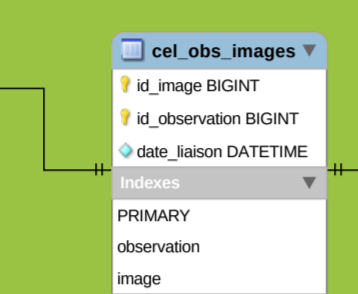 cel_obs_images
id_image BIGINT
id_observation BIGINT
date_liaison DATETIME
Indexes
PRIMARY
observation
image